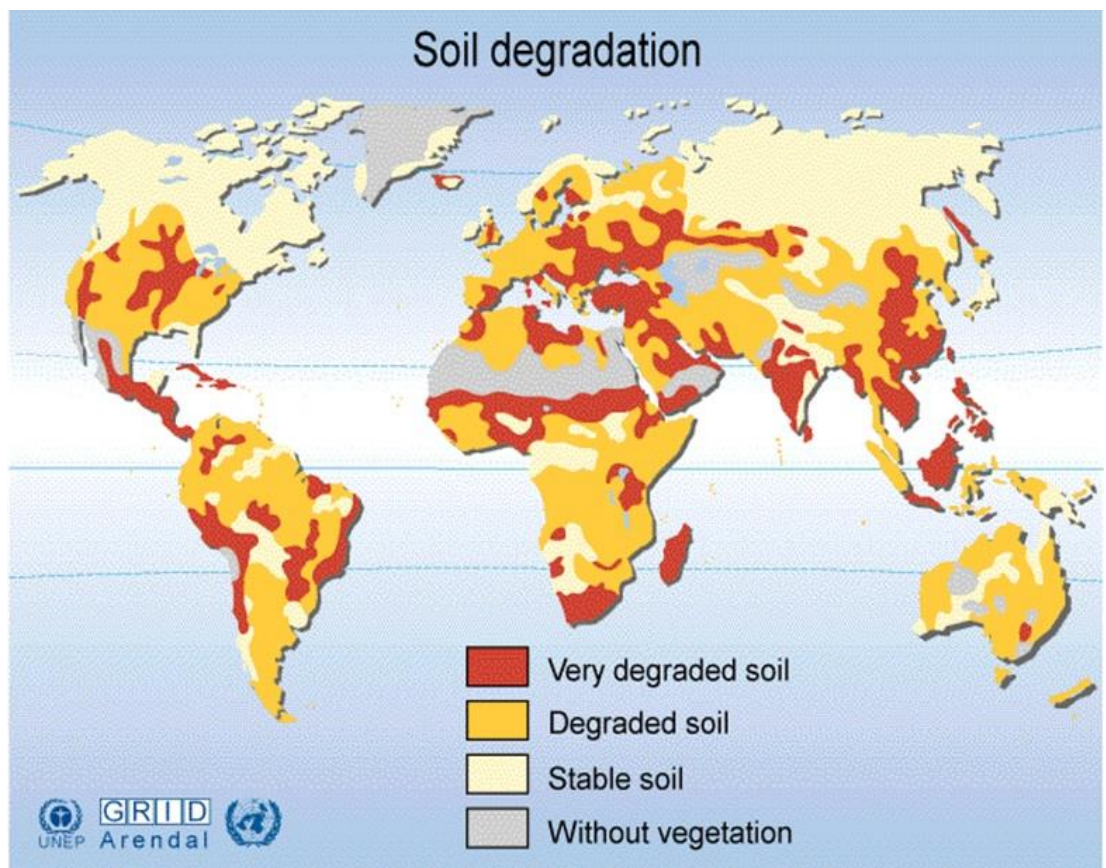 Soil degradation
Very degraded soil
Degraded soil
Stable soil
Without vegetation
UNEP
GRID
Arendal